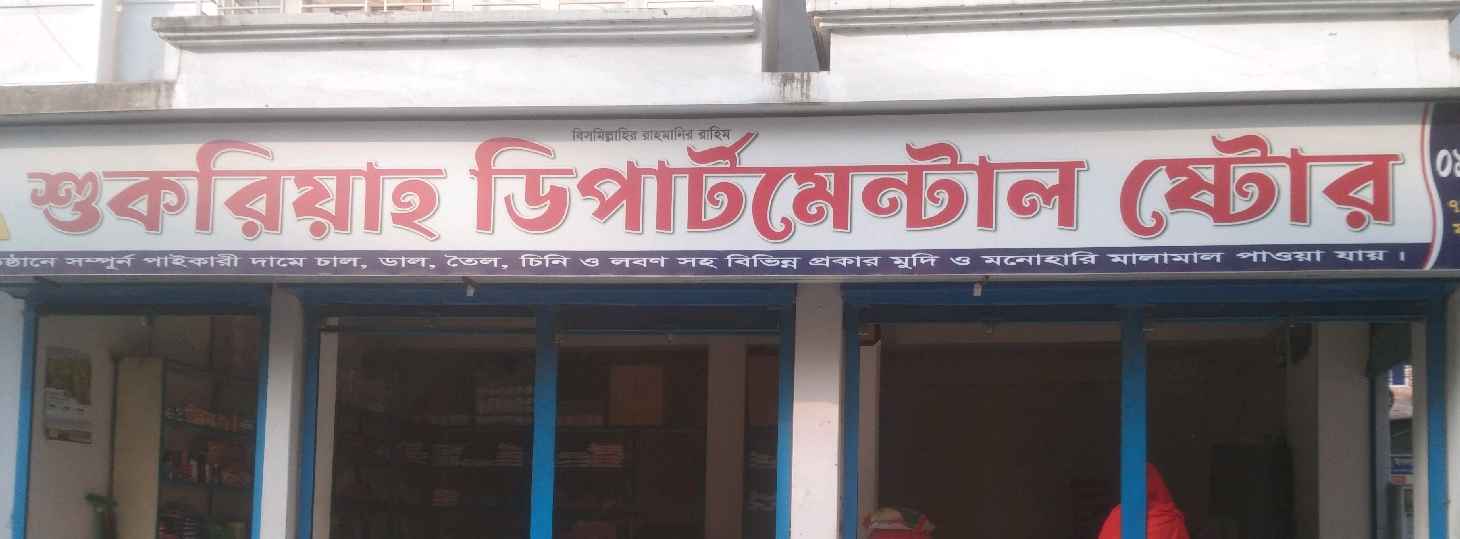 বিসমিল্লাহির রাহমানির রাহিম
শুকরিয়াহ ডিপার্টমেন্টাল ষ্টোর
ষ্ঠানে সম্পুর্ন পাইকারী দামে চাল, ডাল, তৈল, চিনি ও লবণ সহ বিভিন্ন প্রকার মুদি ও মনোহারি মালামাল পাওয়া যায়।